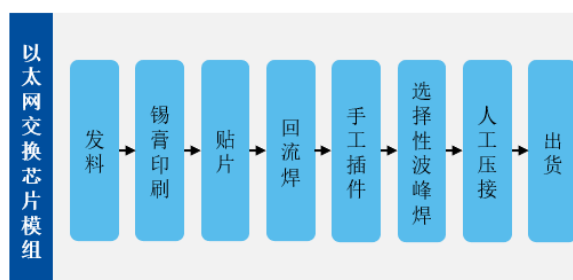 以太网交换芯片模组
发料
锡膏印刷
贴片
回流焊
手工插件
选择性波峰焊
人工压接
出货